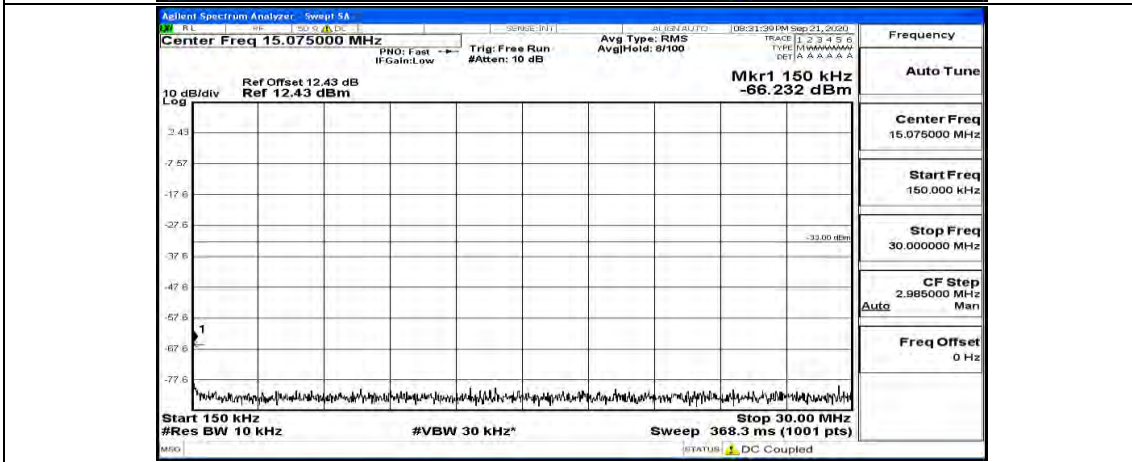 Agilent Spectrum Analyzer - Swept SA
RL RF 50 Ω DC SENSE:INT ALIGN AUTO 08:31:39 PM Sep 21, 2020
Center Freq 15.075000 MHz
PNO: Fast
IFGain:Low
Trig: Free Run
#Atten: 10 dB
Avg Type: RMS
Avg|Hold: 8/100
TRACE 1 2 3 4 5 6
TYPE M WWWWW
DET A A A A A A
Frequency
Ref Offset 12.43 dB
10 dB/div Ref 12.43 dBm
Log
Mkr1 150 kHz
-66.232 dBm
2.43
-7.57
-17.6
-27.6
-33.00 dBm
-37.6
-47.6
-57.6
1
-67.6
-77.6
Start 150 kHz
Stop 30.00 MHz
#Res BW 10 kHz
#VBW 30 kHz*
Sweep 368.3 ms (1001 pts)
MSG
STATUS DC Coupled
Auto Tune
Center Freq
15.075000 MHz
Start Freq
150.000 kHz
Stop Freq
30.000000 MHz
CF Step
2.985000 MHz
Auto Man
Freq Offset
0 Hz